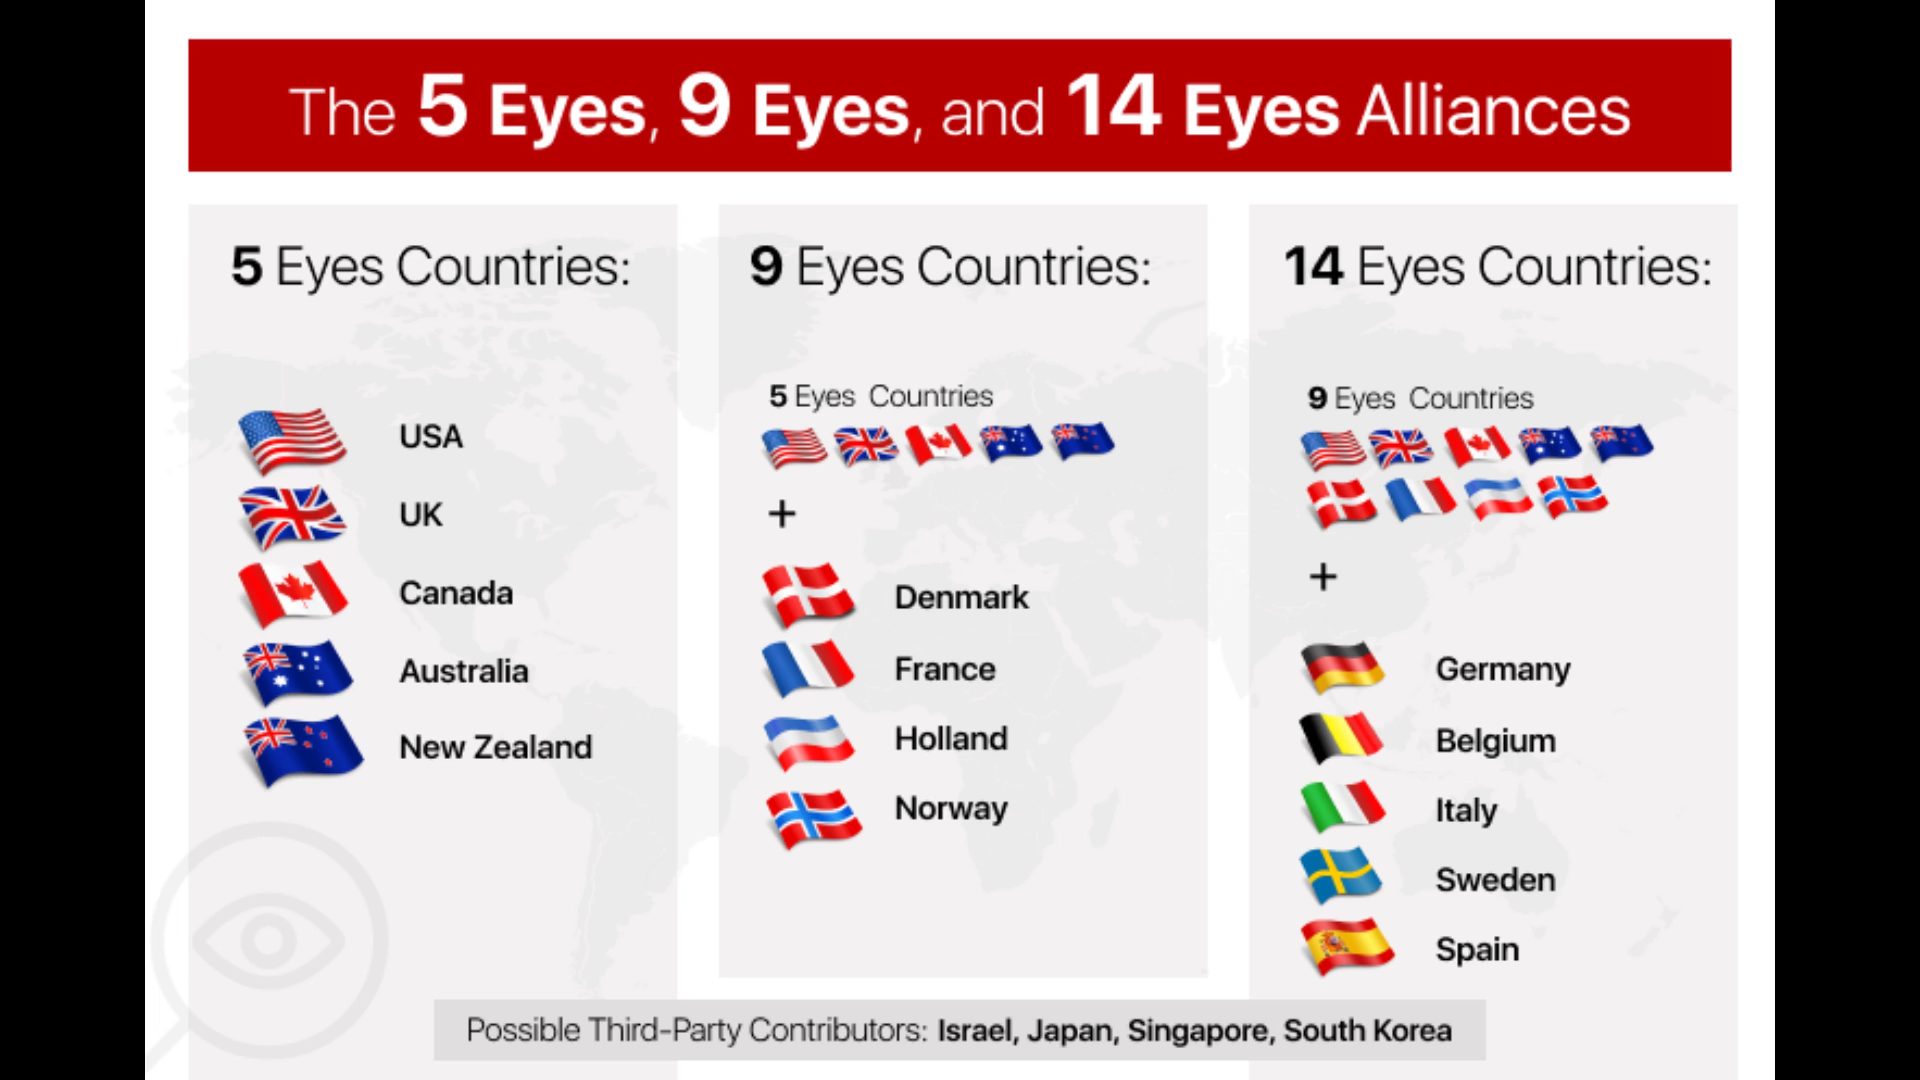 The 5 Eyes, 9 Eyes, and 14 Eyes Alliances
5 Eyes Countries:
USA
UK
Canada
Australia
New Zealand
9 Eyes Countries:
5 Eyes Countries
+
Denmark
France
Holland
Norway
14 Eyes Countries:
9 Eyes Countries
+
Germany
Belgium
Italy
Sweden
Spain
Possible Third-Party Contributors: Israel, Japan, Singapore, South Korea